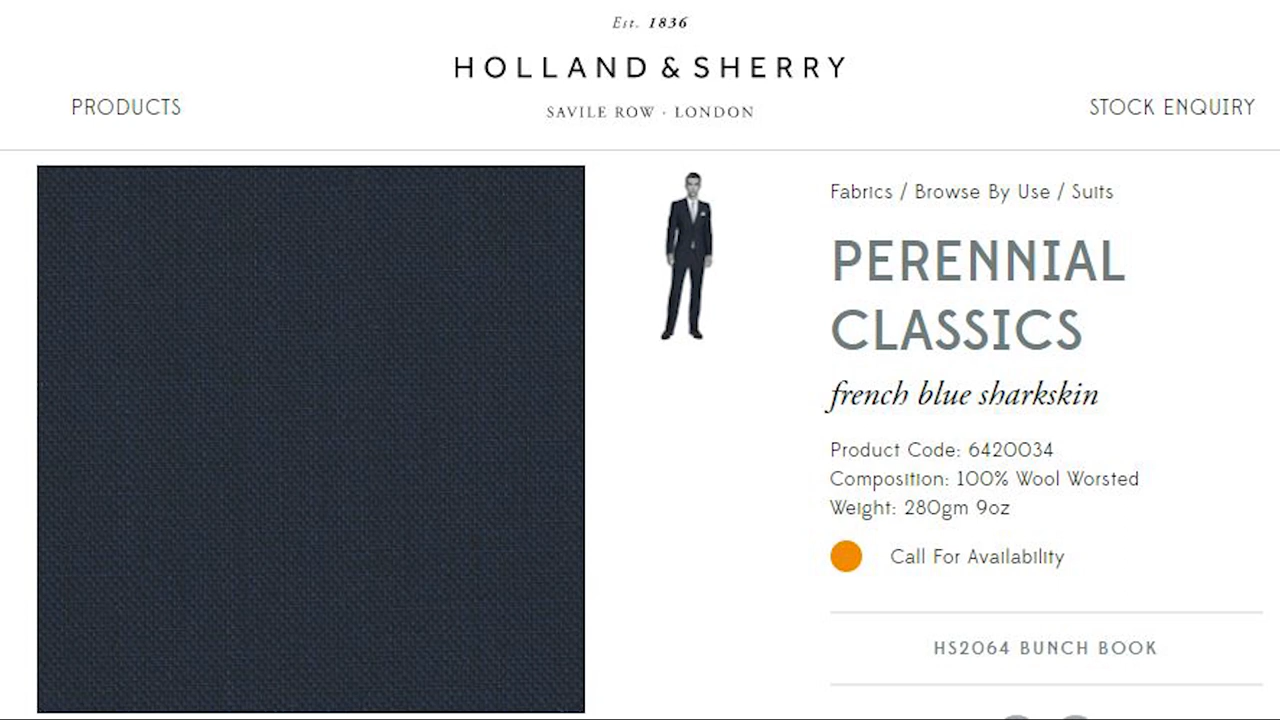 Est. 1836
HOLLAND & SHERRY
SAVILE ROW · LONDON
PRODUCTS
STOCK ENQUIRY
Fabrics / Browse By Use / Suits
PERENNIAL
CLASSICS
french blue sharkskin
Product Code: 6420034
Composition: 100% Wool Worsted
Weight: 280gm 9oz
Call For Availability
HS2064 BUNCH BOOK